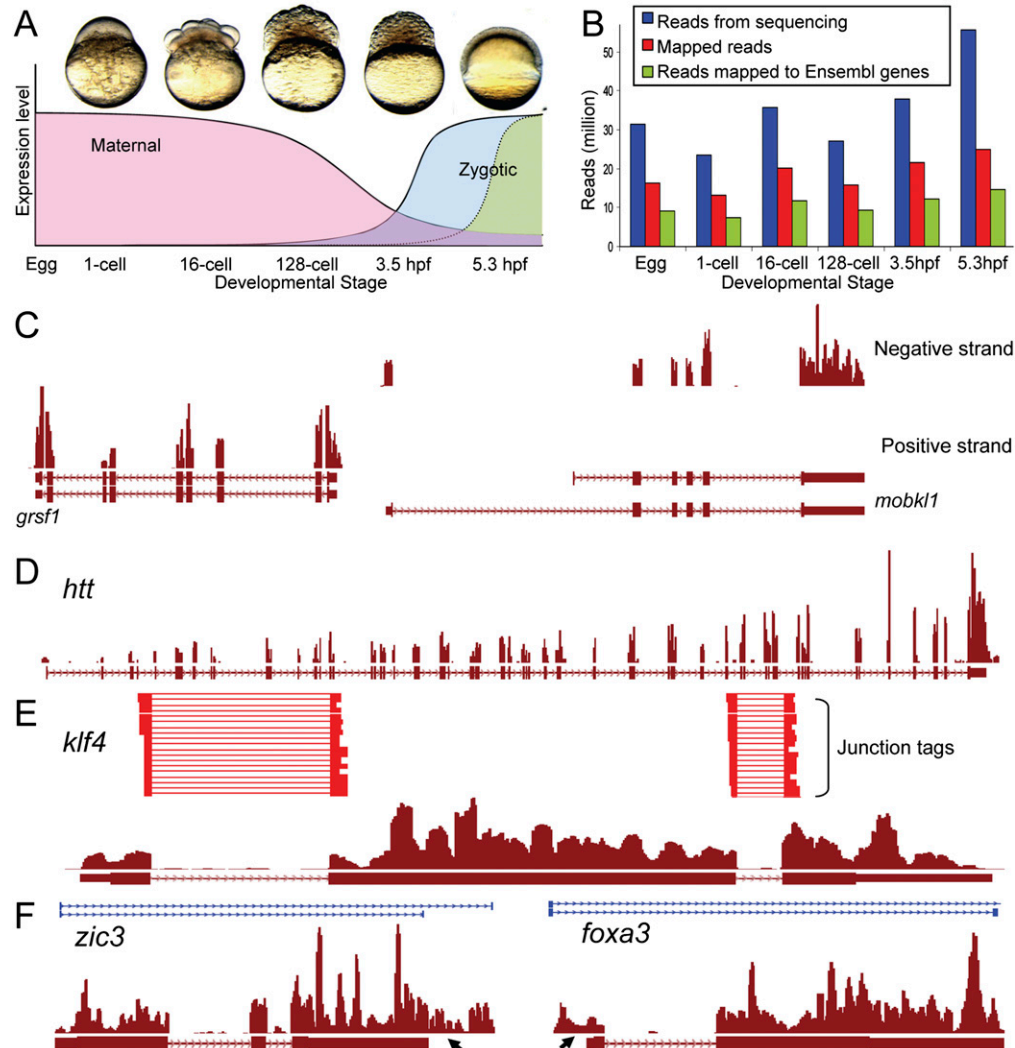 A
Expression level
Maternal
Zygotic
Egg 1-cell 16-cell 128-cell 3.5 hpf 5.3 hpf
Developmental Stage
B
Reads from sequencing
Mapped reads
Reads mapped to Ensembl genes
Reads (million)
50
40
30
20
10
0
Egg 1-cell 16-cell 128-cell 3.5hpf 5.3hpf
Developmental Stage
C
Negative strand
Positive strand
grsf1
mobkl1
D
htt
E
klf4
Junction tags
F
zic3
foxa3